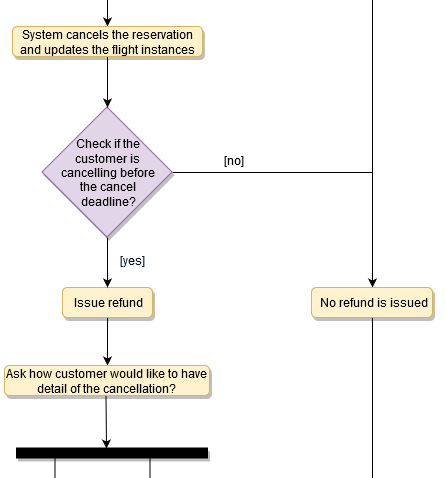 System cancels the reservation
and updates the flight instances
Check if the
customer is
cancelling before
the cancel
deadline?
[no]
[yes]
Issue refund
No refund is issued
Ask how customer would like to have
detail of the cancellation?